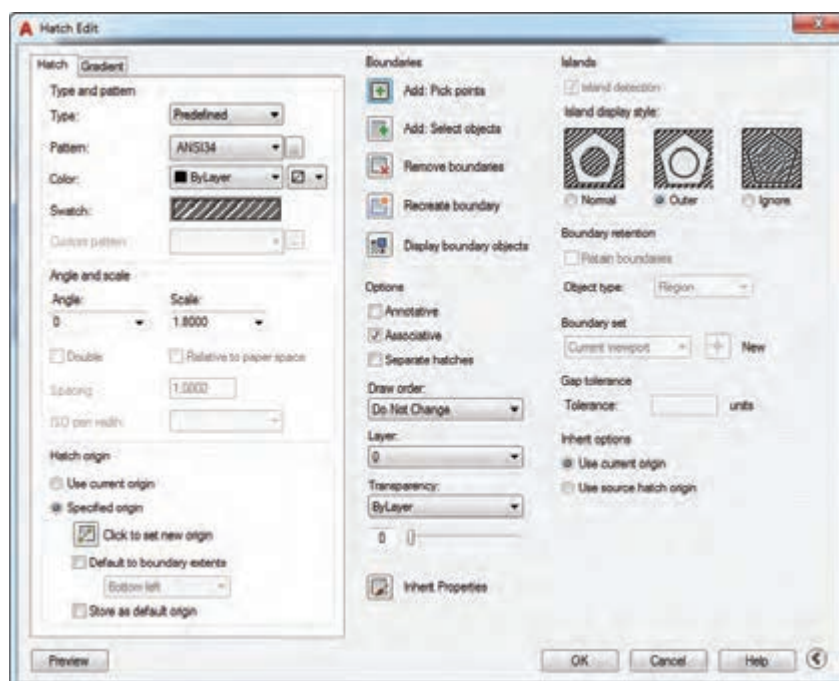 Hatch Edit
Hatch
Gradient
Type and pattern
Type:
Predefined
Pattern:
ANSI34
...
Color:
ByLayer
Swatch:
Custom pattern:
Angle and scale
Angle:
Scale:
0
1.8000
Double
Relative to paper space
Spacing:
1.0000
ISO pen width:
Hatch origin
Use current origin
Specified origin
Click to set new origin
Default to boundary extents
Bottom left
Store as default origin
Preview
Boundaries
Add: Pick points
Add: Select objects
Remove boundaries
Recreate boundary
Display boundary objects
Options
Annotative
Associative
Separate hatches
Draw order:
Do Not Change
Layer:
0
Transparency:
ByLayer
0
Inherit Properties
Islands
Island detection
Island display style:
Normal
Outer
Ignore
Boundary retention
Retain boundaries
Object type:
Region
Boundary set
Current viewport
New
Gap tolerance
Tolerance:
units
Inherit options
Use current origin
Use source hatch origin
OK
Cancel
Help